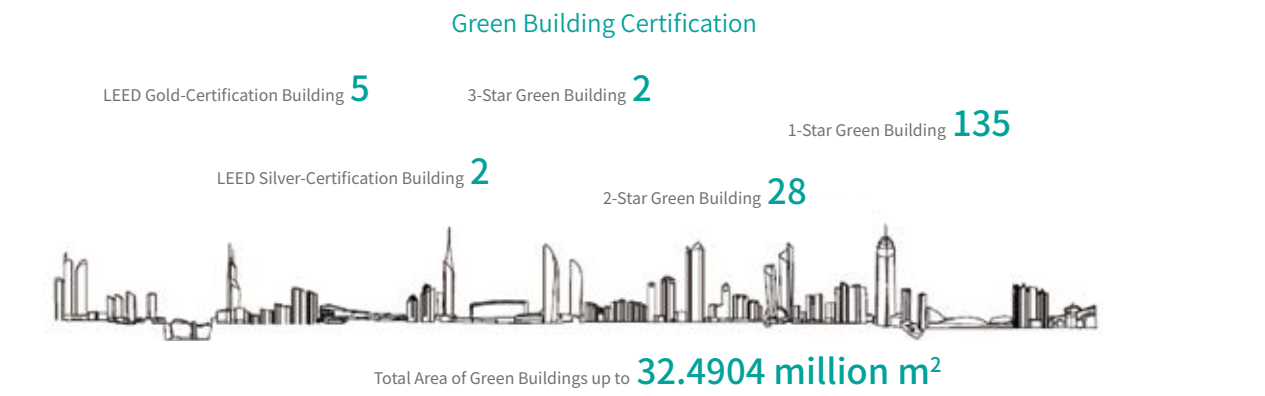 Green Building Certification
LEED Gold-Certification Building 5
3-Star Green Building 2
1-Star Green Building 135
LEED Silver-Certification Building 2
2-Star Green Building 28
Total Area of Green Buildings up to 32.4904 million m²